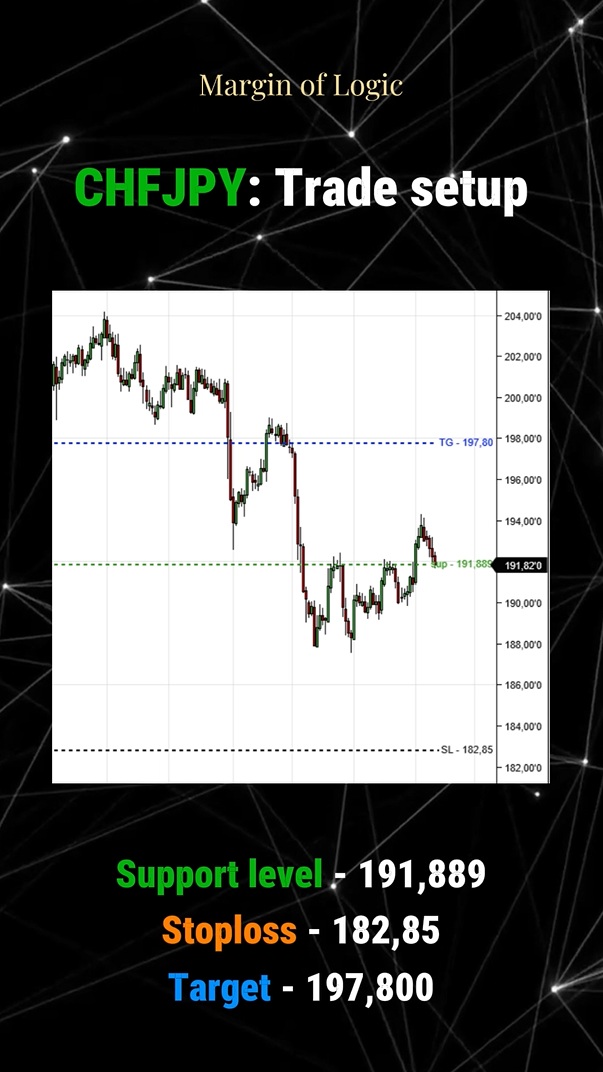 Margin of Logic
CHFJPY: Trade setup
204,00'0
202,00'0
200,00'0
198,00'0
TG - 197,80
196,00'0
194,00'0
sup - 191,889
191,82'0
190,00'0
188,00'0
186,00'0
184,00'0
SL - 182,85
182,00'0
Support level - 191,889
Stoploss - 182,85
Target - 197,800